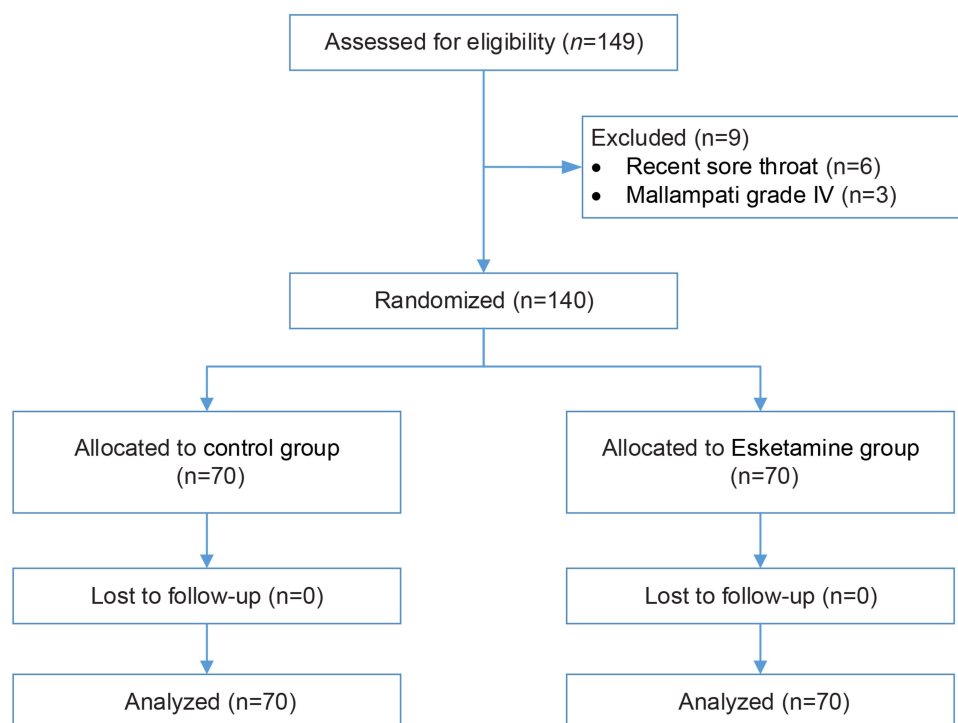 Assessed for eligibility (n=149)
Excluded (n=9)
• Recent sore throat (n=6)
• Mallampati grade IV (n=3)
Randomized (n=140)
Allocated to control group
(n=70)
Allocated to Esketamine group
(n=70)
Lost to follow-up (n=0)
Lost to follow-up (n=0)
Analyzed (n=70)
Analyzed (n=70)